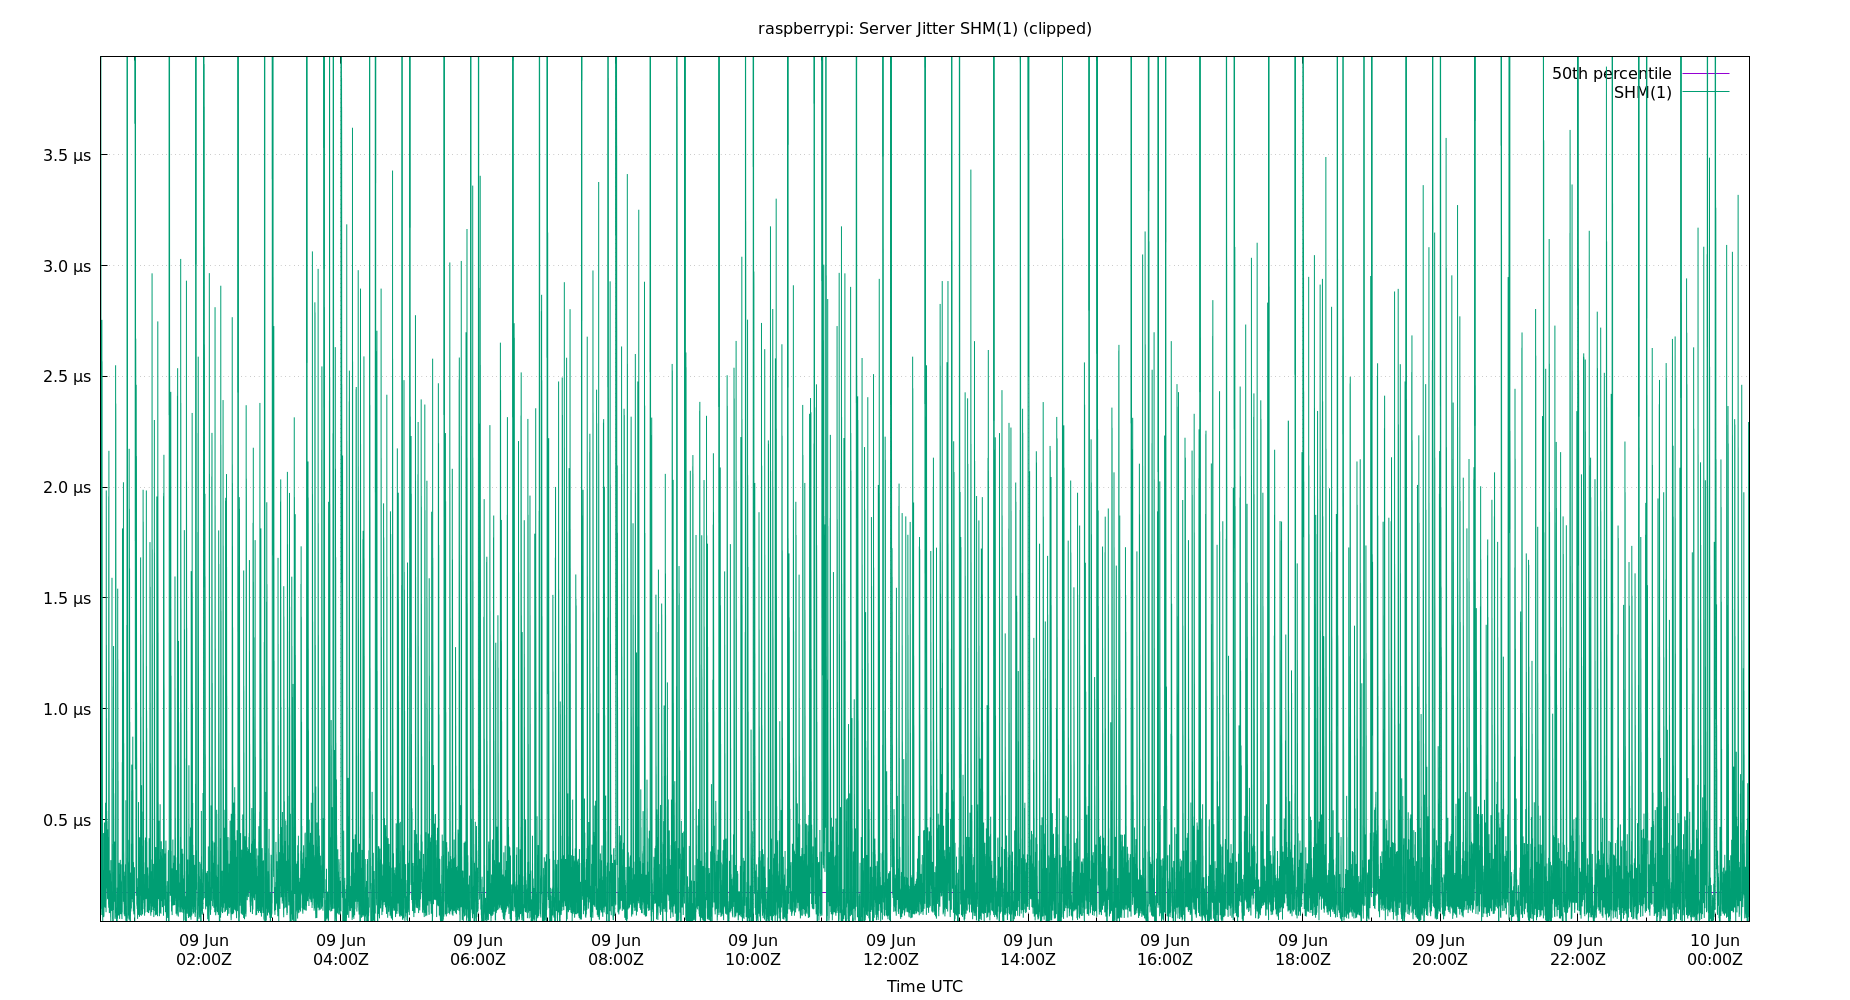 raspberrypi: Server Jitter SHM(1) (clipped)
50th percentile
SHM(1)
3.5 µs
3.0 µs
2.5 µs
2.0 µs
1.5 µs
1.0 µs
0.5 µs
09 Jun 09 Jun 09 Jun 09 Jun 09 Jun 09 Jun 09 Jun 09 Jun 09 Jun 09 Jun 09 Jun 10 Jun
02:00Z 04:00Z 06:00Z 08:00Z 10:00Z 12:00Z 14:00Z 16:00Z 18:00Z 20:00Z 22:00Z 00:00Z
Time UTC